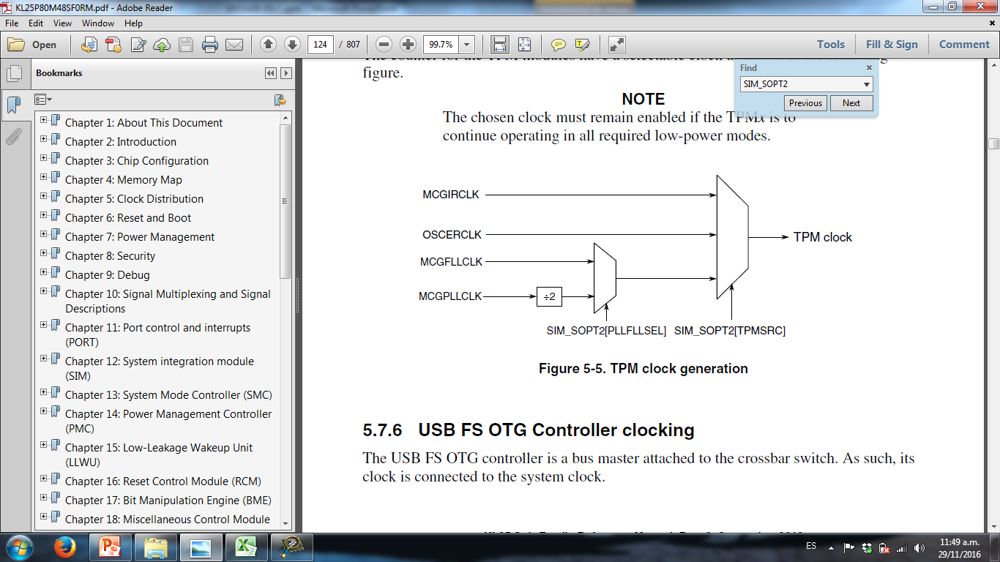 KL25P80M48SF0RM.pdf - Adobe Reader
File Edit View Window Help
Open 124 / 807 99.7% Tools Fill & Sign Comment
Bookmarks
Chapter 1: About This Document
Chapter 2: Introduction
Chapter 3: Chip Configuration
Chapter 4: Memory Map
Chapter 5: Clock Distribution
Chapter 6: Reset and Boot
Chapter 7: Power Management
Chapter 8: Security
Chapter 9: Debug
Chapter 10: Signal Multiplexing and Signal
Descriptions
Chapter 11: Port control and interrupts
(PORT)
Chapter 12: System integration module
(SIM)
Chapter 13: System Mode Controller (SMC)
Chapter 14: Power Management Controller
(PMC)
Chapter 15: Low-Leakage Wakeup Unit
(LLWU)
Chapter 16: Reset Control Module (RCM)
Chapter 17: Bit Manipulation Engine (BME)
Chapter 18: Miscellaneous Control Module
Find
SIM_SOPT2
Previous Next
figure.
NOTE
The chosen clock must remain enabled if the TPMx is to
continue operating in all required low-power modes.
MCGIRCLK
OSCERCLK
TPM clock
MCGFLLCLK
MCGPLLCLK ÷2
SIM_SOPT2[PLLFLLSEL] SIM_SOPT2[TPMSRC]
Figure 5-5. TPM clock generation
5.7.6 USB FS OTG Controller clocking
The USB FS OTG controller is a bus master attached to the crossbar switch. As such, its
clock is connected to the system clock.
ES
11:49 a.m.
29/11/2016